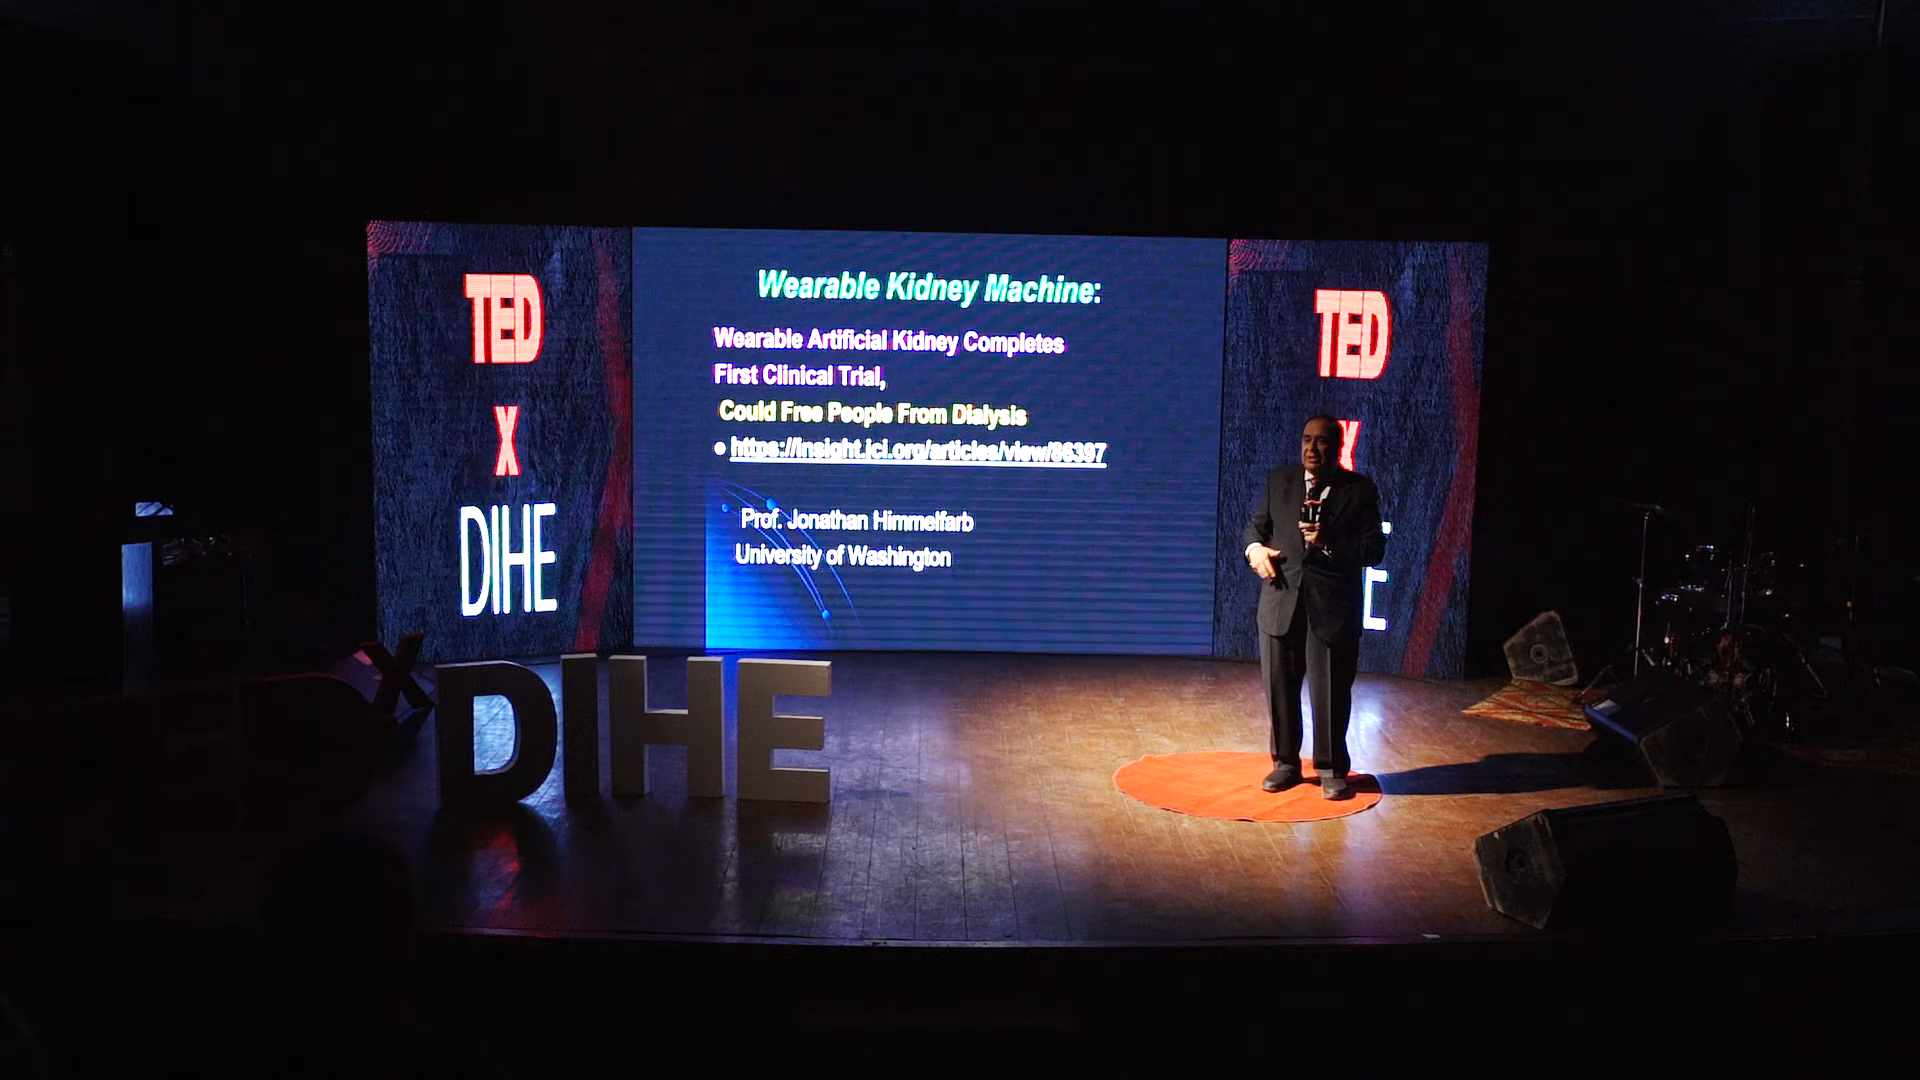 TED
X
DIHE
Wearable Kidney Machine:
Wearable Artificial Kidney Completes
First Clinical Trial,
Could Free People From Dialysis
● https://insight.jci.org/articles/view/86397
Prof. Jonathan Himmelfarb
University of Washington
TED
X
E
X
DIHE